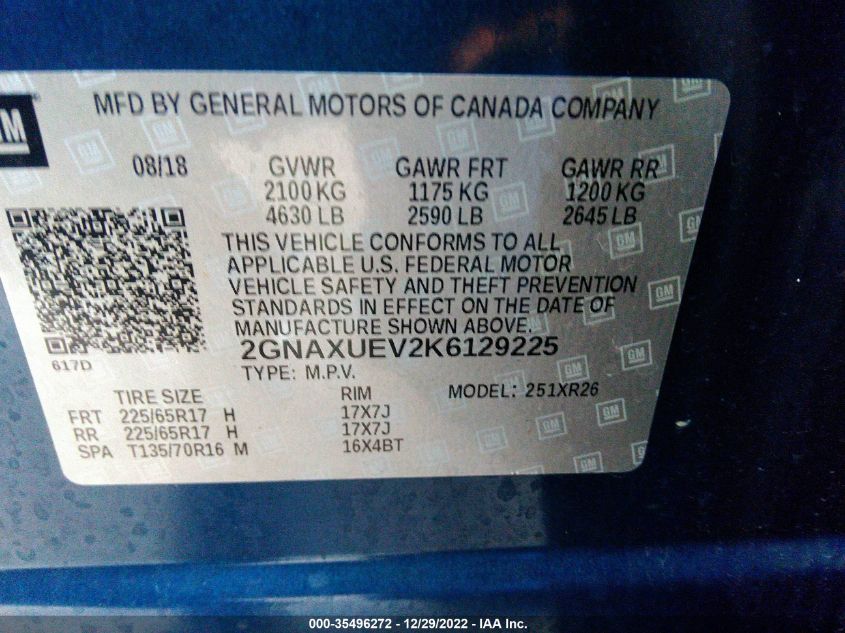 GM
MFD BY GENERAL MOTORS OF CANADA COMPANY
08/18 GVWR GAWR FRT GAWR RR
2100 KG 1175 KG 1200 KG
4630 LB 2590 LB 2645 LB
THIS VEHICLE CONFORMS TO ALL
APPLICABLE U.S. FEDERAL MOTOR
VEHICLE SAFETY AND THEFT PREVENTION
STANDARDS IN EFFECT ON THE DATE OF
MANUFACTURE SHOWN ABOVE.
2GNAXUEV2K6129225
617D
TYPE: M.P.V. MODEL: 251XR26
TIRE SIZE RIM
FRT 225/65R17 H 17X7J
RR 225/65R17 H 17X7J
SPA T135/70R16 M 16X4BT
000-35496272 - 12/29/2022 - IAA Inc.